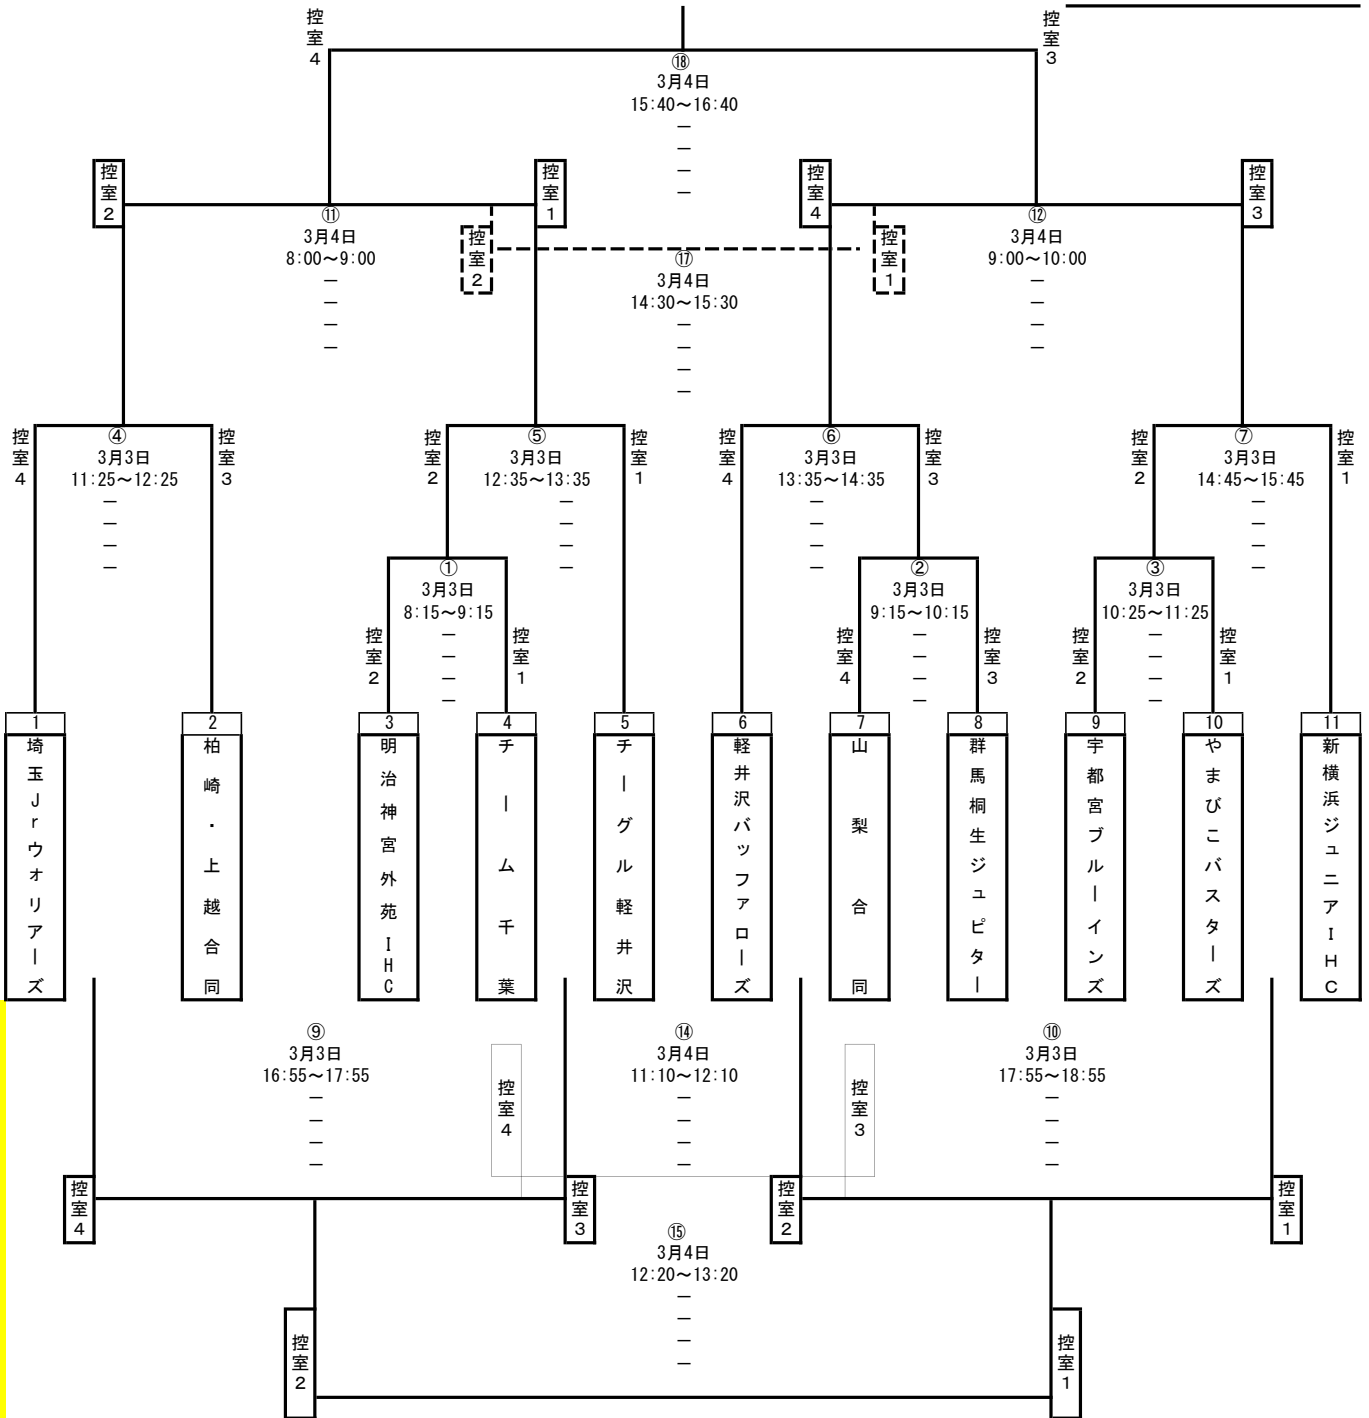 控室4
控室3
⑱
3月4日
15:40～16:40
－
－
－
－
控室2
控室1
控室4
控室3
⑪
3月4日
8:00～9:00
－
－
－
－
控室2
⑰
3月4日
14:30～15:30
－
－
－
－
控室1
⑫
3月4日
9:00～10:00
－
－
－
－
控室4
④
3月3日
11:25～12:25
－
－
－
－
控室3
控室2
⑤
3月3日
12:35～13:35
－
－
－
－
控室1
控室4
⑥
3月3日
13:35～14:35
－
－
－
－
控室3
控室2
⑦
3月3日
14:45～15:45
－
－
－
－
控室1
控室2
①
3月3日
8:15～9:15
－
－
－
－
控室1
控室4
②
3月3日
9:15～10:15
－
－
－
－
控室3
控室2
③
3月3日
10:25～11:25
－
－
－
－
控室1
1
埼玉Jrウォリアーズ
2
柏崎・上越合同
3
明治神宮外苑IHC
4
チーム千葉
5
チーグル軽井沢
6
軽井沢バッファローズ
7
山梨合同
8
群馬桐生ジュピター
9
宇都宮ブルーインズ
10
やまびこバスターズ
11
新横浜ジュニアIHC
⑨
3月3日
16:55～17:55
－
－
－
－
控室4
⑭
3月4日
11:10～12:10
－
－
－
－
控室3
⑩
3月3日
17:55～18:55
－
－
－
－
控室4
控室3
控室2
控室1
⑮
3月4日
12:20～13:20
－
－
－
－
控室2
控室1